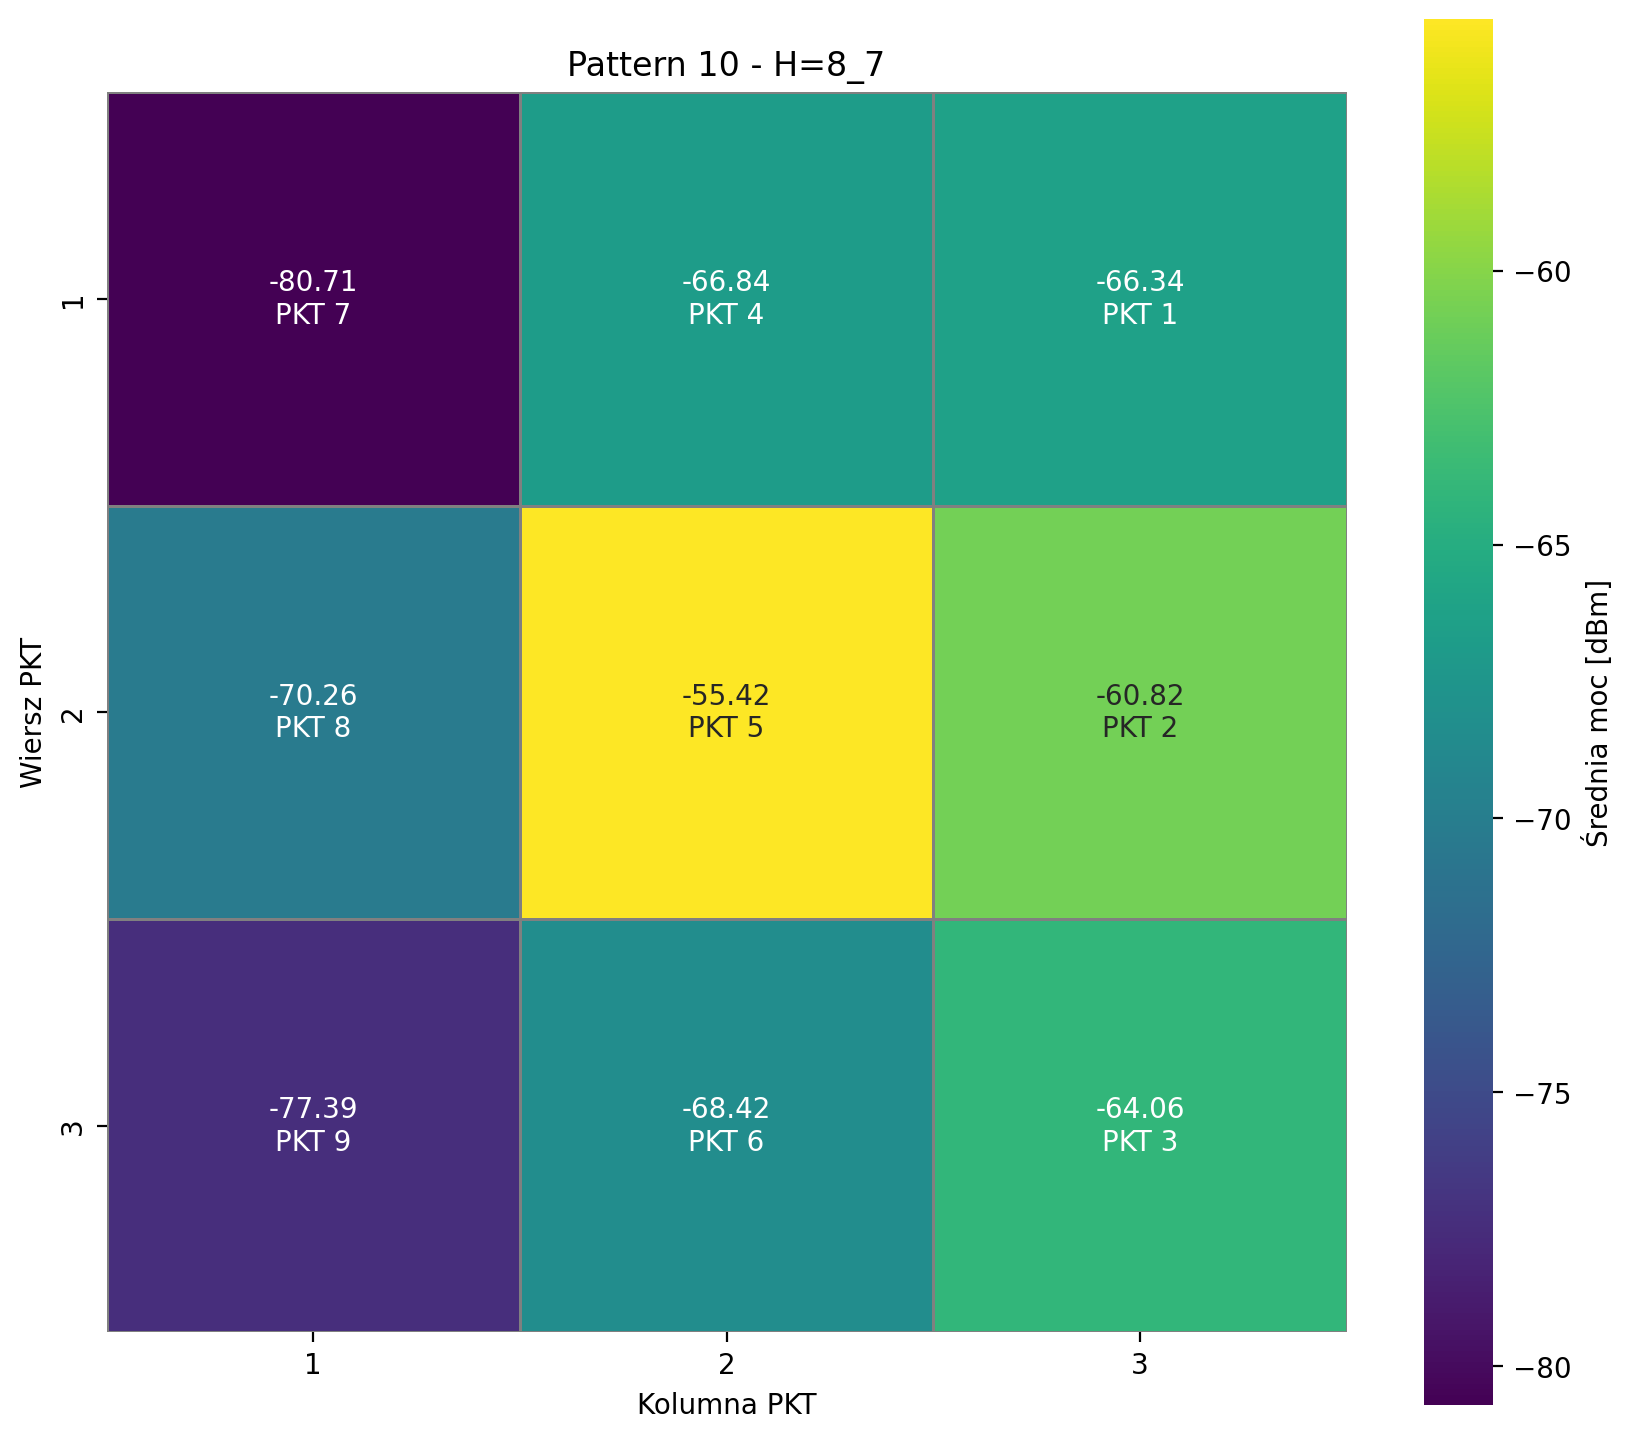 Pattern 10 - H=8_7
-80.71
PKT 7
-66.84
PKT 4
-66.34
PKT 1
-70.26
PKT 8
-55.42
PKT 5
-60.82
PKT 2
-77.39
PKT 9
-68.42
PKT 6
-64.06
PKT 3
1
2
3
Wiersz PKT
1
2
3
Kolumna PKT
−60
−65
−70
−75
−80
Średnia moc [dBm]